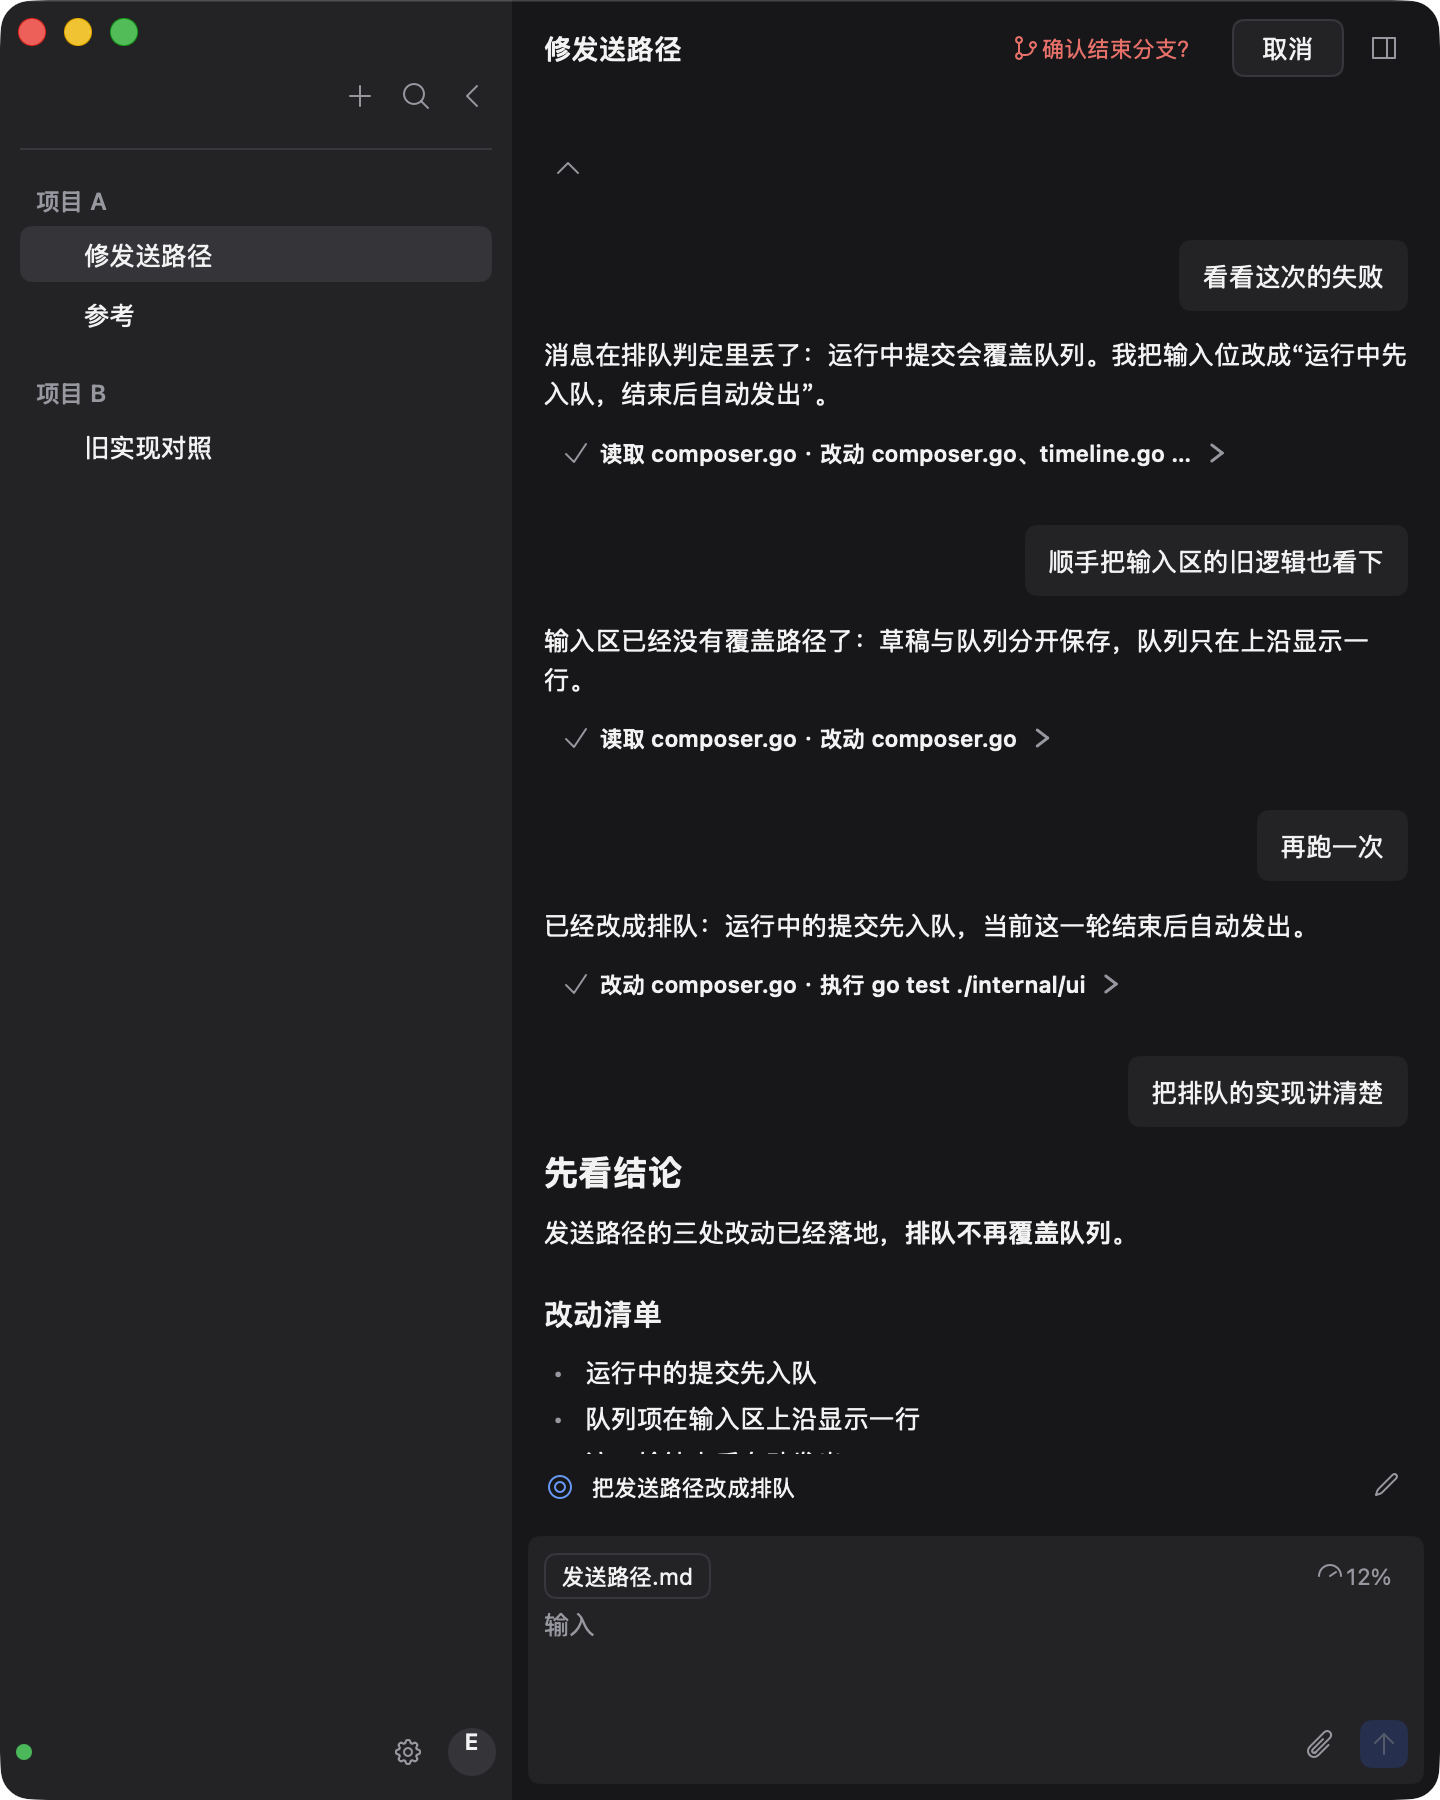 修发送路径
确认结束分支?
取消
项目 A
修发送路径
参考
项目 B
旧实现对照
看看这次的失败
消息在排队判定里丢了：运行中提交会覆盖队列。我把输入位改成“运行中先
入队，结束后自动发出”。
读取 composer.go · 改动 composer.go、timeline.go ...
顺手把输入区的旧逻辑也看下
输入区已经没有覆盖路径了：草稿与队列分开保存，队列只在上沿显示一
行。
读取 composer.go · 改动 composer.go
再跑一次
已经改成排队：运行中的提交先入队，当前这一轮结束后自动发出。
改动 composer.go · 执行 go test ./internal/ui
把排队的实现讲清楚
先看结论
发送路径的三处改动已经落地，排队不再覆盖队列。
改动清单
• 运行中的提交先入队
• 队列项在输入区上沿显示一行
把发送路径改成排队
发送路径.md
12%
输入
E